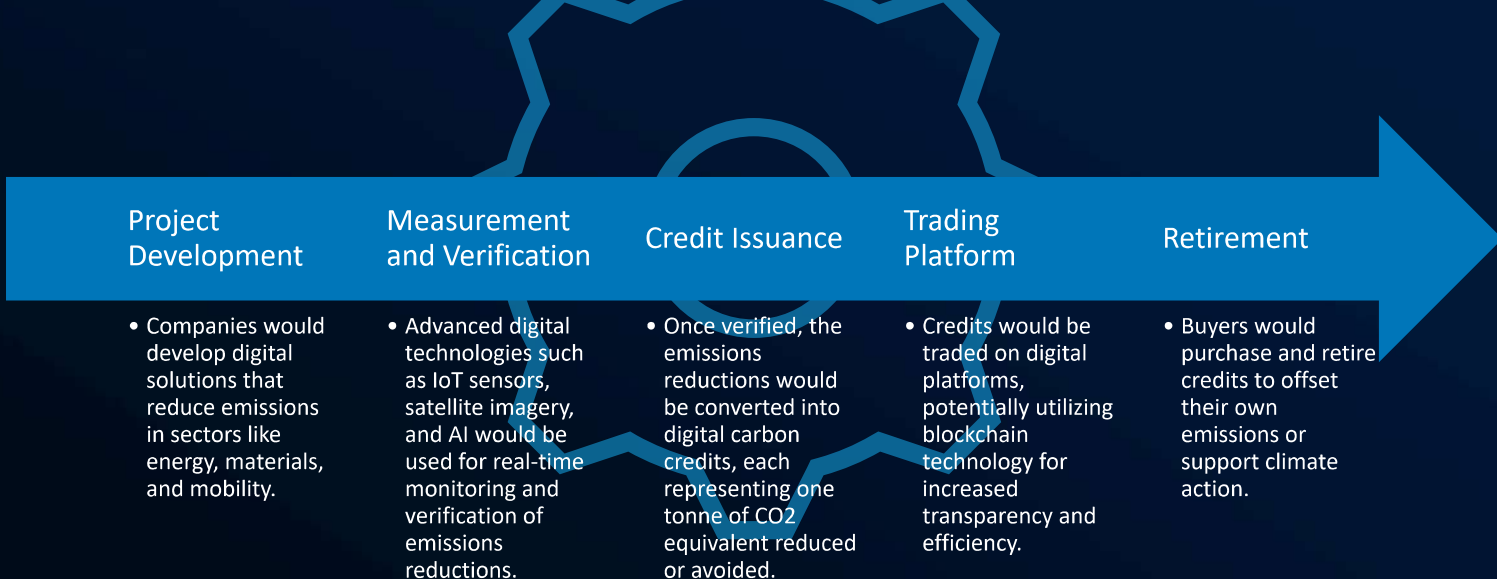 Project
Development
• Companies would
develop digital
solutions that
reduce emissions
in sectors like
energy, materials,
and mobility.
Measurement
and Verification
• Advanced digital
technologies such
as IoT sensors,
satellite imagery,
and AI would be
used for real-time
monitoring and
verification of
emissions
reductions.
Credit Issuance
• Once verified, the
emissions
reductions would
be converted into
digital carbon
credits, each
representing one
tonne of CO2
equivalent reduced
or avoided.
Trading
Platform
• Credits would be
traded on digital
platforms,
potentially utilizing
blockchain
technology for
increased
transparency and
efficiency.
Retirement
• Buyers would
purchase and retire
credits to offset
their own
emissions or
support climate
action.